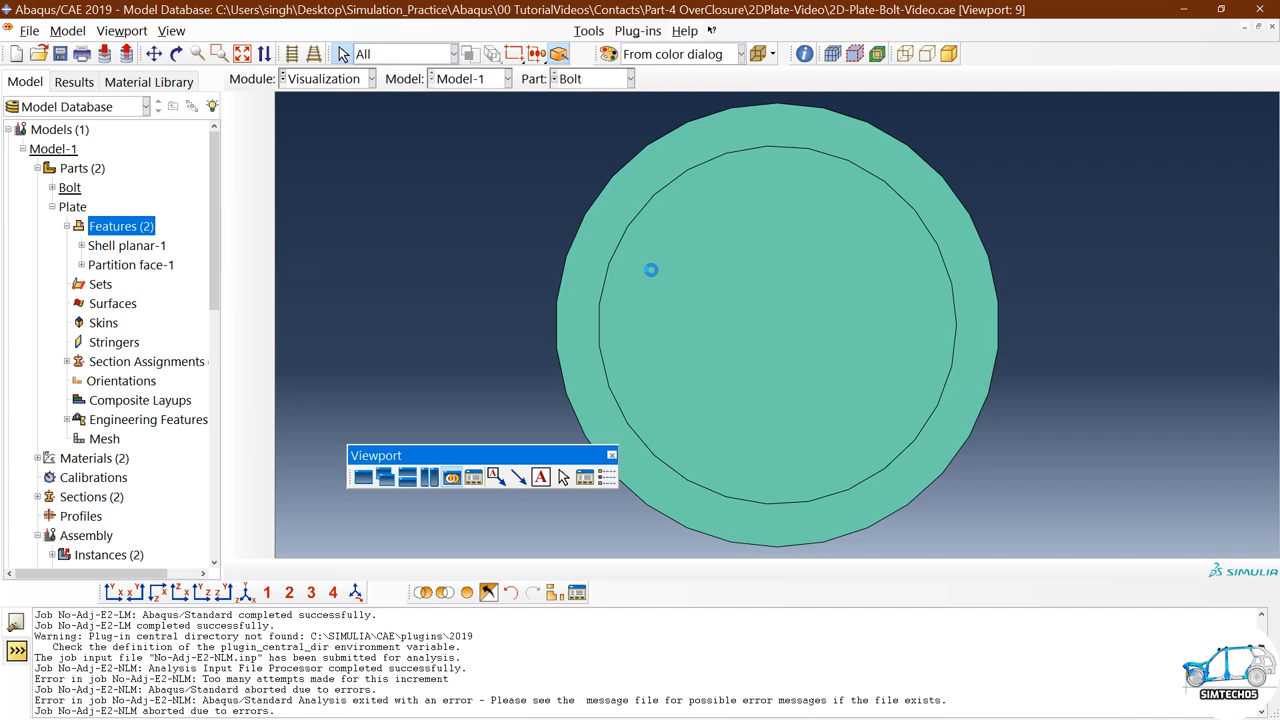 Abaqus/CAE 2019 - Model Database: C:\Users\singh\Desktop\Simulation_Practice\Abaqus\00 TutorialVideos\Contacts\Part-4 OverClosure\2DPlate-Video\2D-Plate-Bolt-Video.cae [Viewport: 9]
File Model Viewport View Tools Plug-ins Help
All From color dialog
Model Results Material Library Module: Visualization Model: Model-1 Part: Bolt
Model Database
Models (1)
Model-1
Parts (2)
Bolt
Plate
Features (2)
Shell planar-1
Partition face-1
Sets
Surfaces
Skins
Stringers
Section Assignments
Orientations
Composite Layups
Engineering Features
Mesh
Materials (2)
Calibrations
Sections (2)
Profiles
Assembly
Instances (2)
Viewport
A A
SIMULIA
1 2 3 4
Job No-Adj-E2-LM: Abaqus/Standard completed successfully.
Job No-Adj-E2-LM completed successfully.
Warning: Plug-in central directory not found: C:\SIMULIA\CAE\plugins\2019
Check the definition of the plugin_central_dir environment variable.
The job input file "No-Adj-E2-NLM.inp" has been submitted for analysis.
Job No-Adj-E2-NLM: Analysis Input File Processor completed successfully.
Error in job No-Adj-E2-NLM: Too many attempts made for this increment
Job No-Adj-E2-NLM: Abaqus/Standard aborted due to errors.
Error in job No-Adj-E2-NLM: Abaqus/Standard Analysis exited with an error - Please see the message file for possible error messages if the file exists.
Job No-Adj-E2-NLM aborted due to errors.
>>>
SIMTECH05